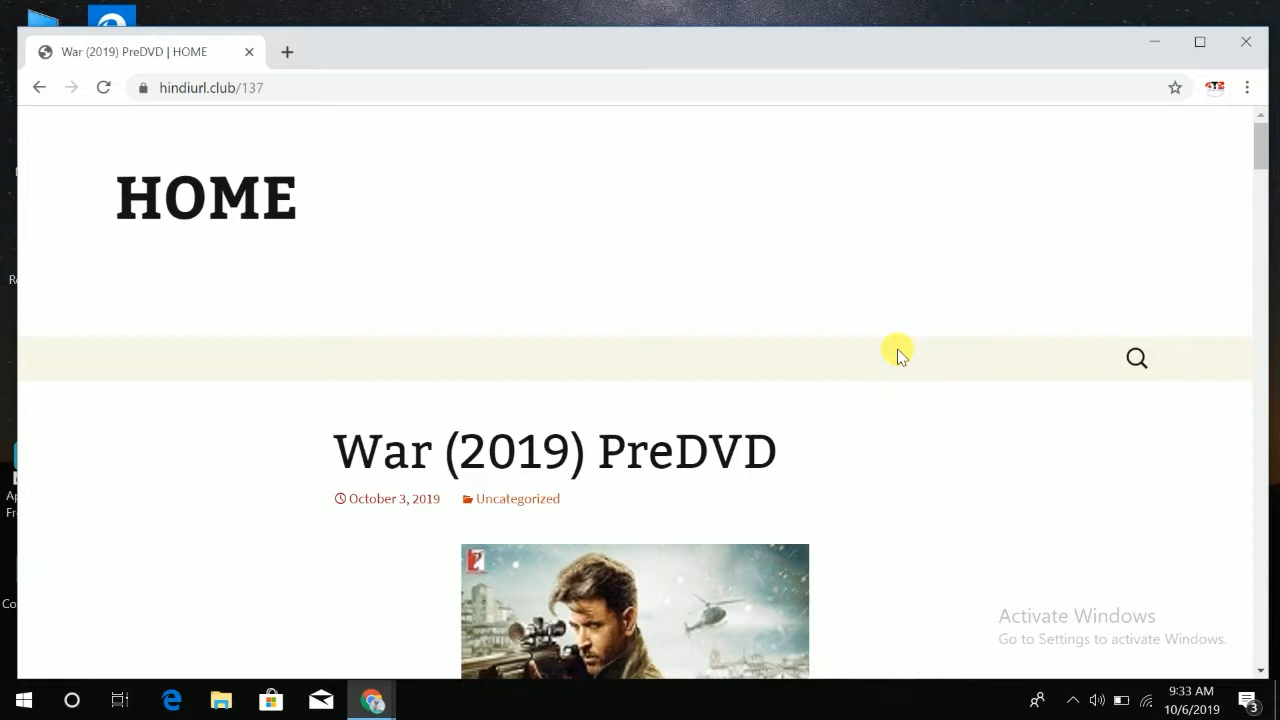 War (2019) PreDVD | HOME
hindiurl.club/137
HOME
War (2019) PreDVD
October 3, 2019 Uncategorized
Activate Windows
Go to Settings to activate Windows.
9:33 AM
10/6/2019
3